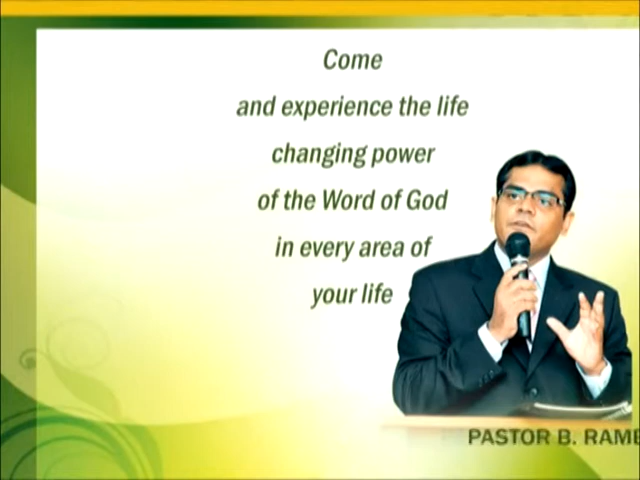 Come
and experience the life
changing power
of the Word of God
in every area of
your life
PASTOR B. RAME